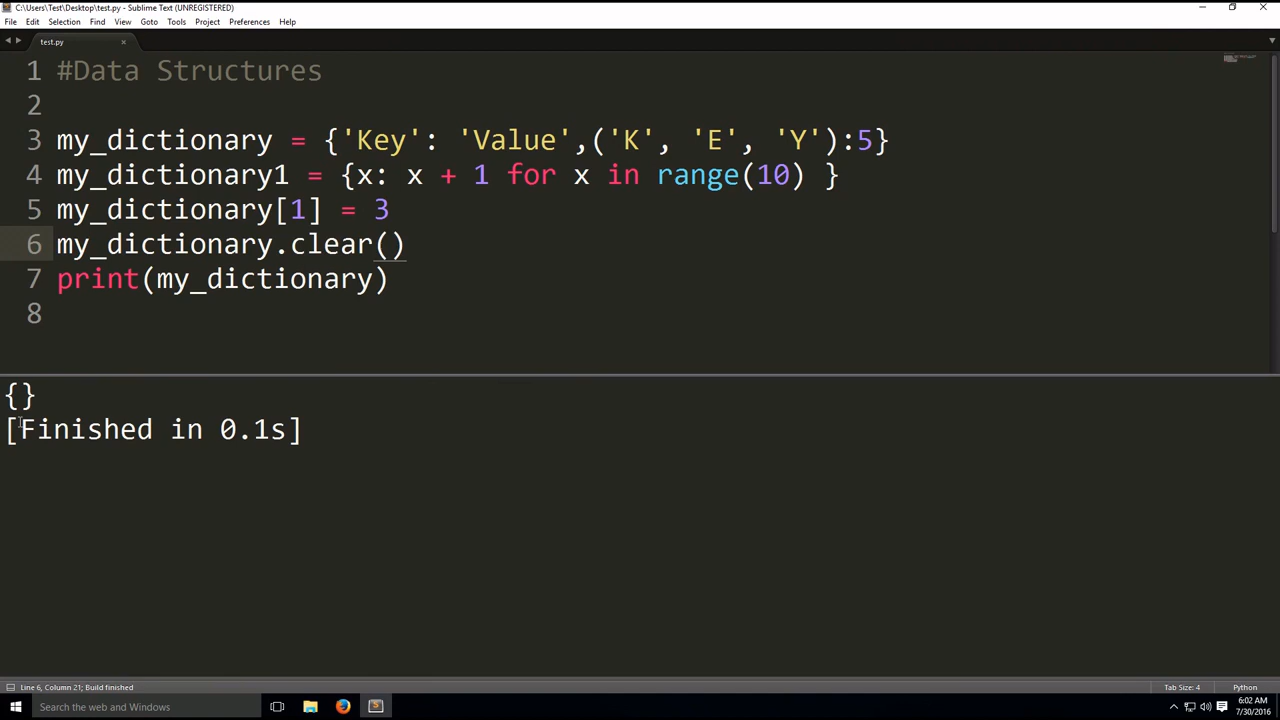 C:\Users\Test\Desktop\test.py - Sublime Text (UNREGISTERED)
File Edit Selection Find View Goto Tools Project Preferences Help
test.py
1 #Data Structures
2
3 my_dictionary = {'Key': 'Value',('K', 'E', 'Y'):5}
4 my_dictionary1 = {x: x + 1 for x in range(10) }
5 my_dictionary[1] = 3
6 my_dictionary.clear()
7 print(my_dictionary)
8
{}
[Finished in 0.1s]
Line 6, Column 21; Build finished Tab Size: 4 Python
Search the web and Windows
6:02 AM
7/30/2016